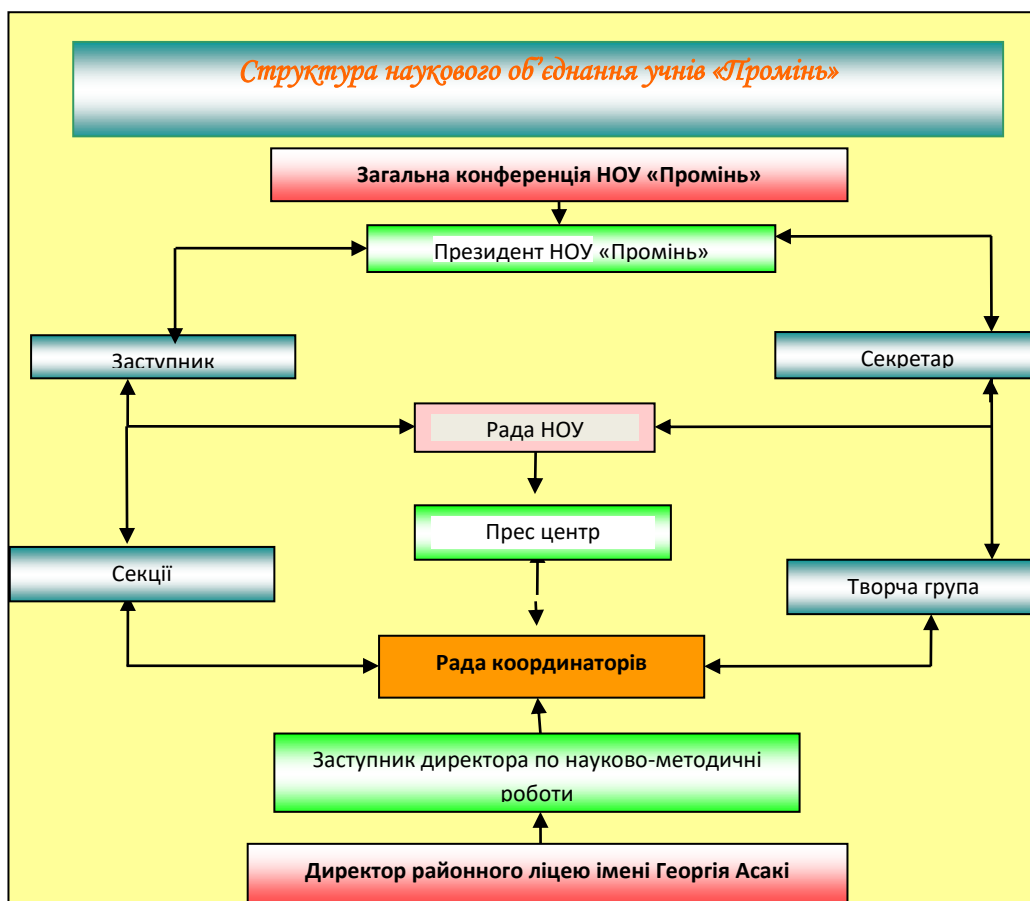 Структура наукового об’єднання учнів «Промінь»
Загальна конференція НОУ «Промінь»
Президент НОУ «Промінь»
Заступник
Секретар
Рада НОУ
Прес центр
Секції
Творча група
Рада координаторів
Заступник директора по науково-методичні
роботи
Директор районного ліцею імені Георгія Асакі